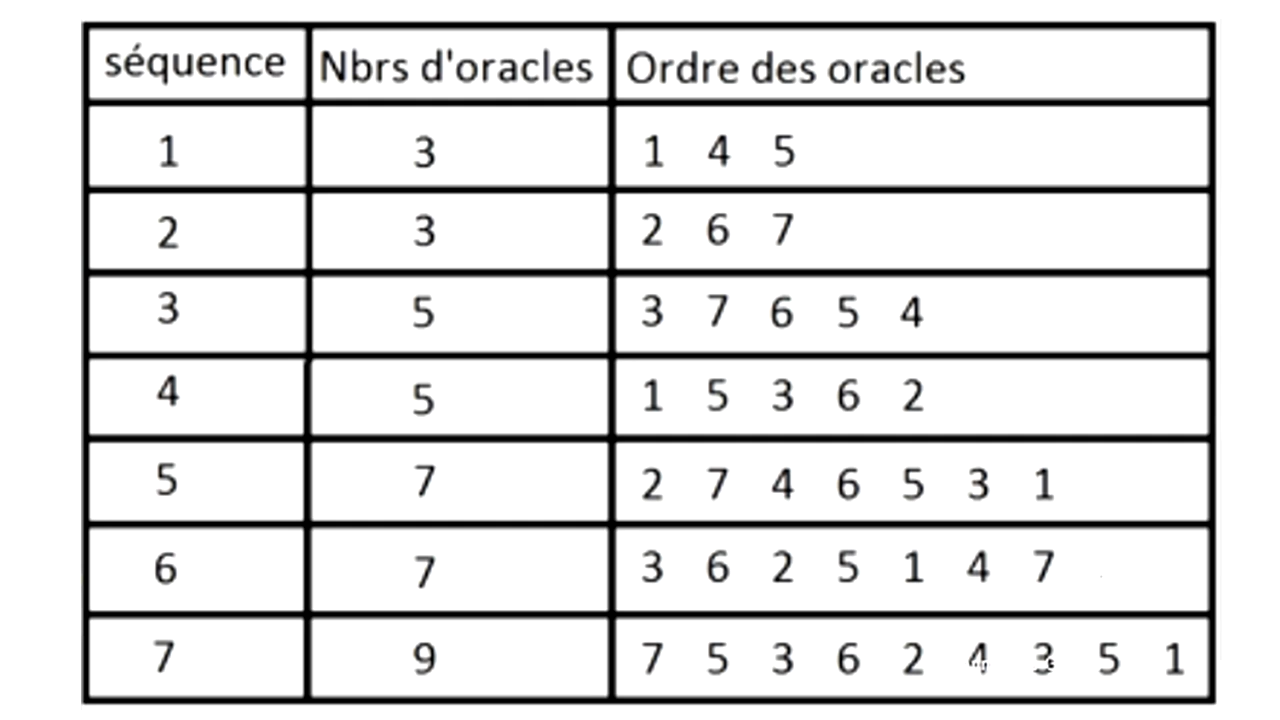 séquence Nbrs d'oracles Ordre des oracles
1 3 1 4 5
2 3 2 6 7
3 5 3 7 6 5 4
4 5 1 5 3 6 2
5 7 2 7 4 6 5 3 1
6 7 3 6 2 5 1 4 7
7 9 7 5 3 6 2 4 3 5 1